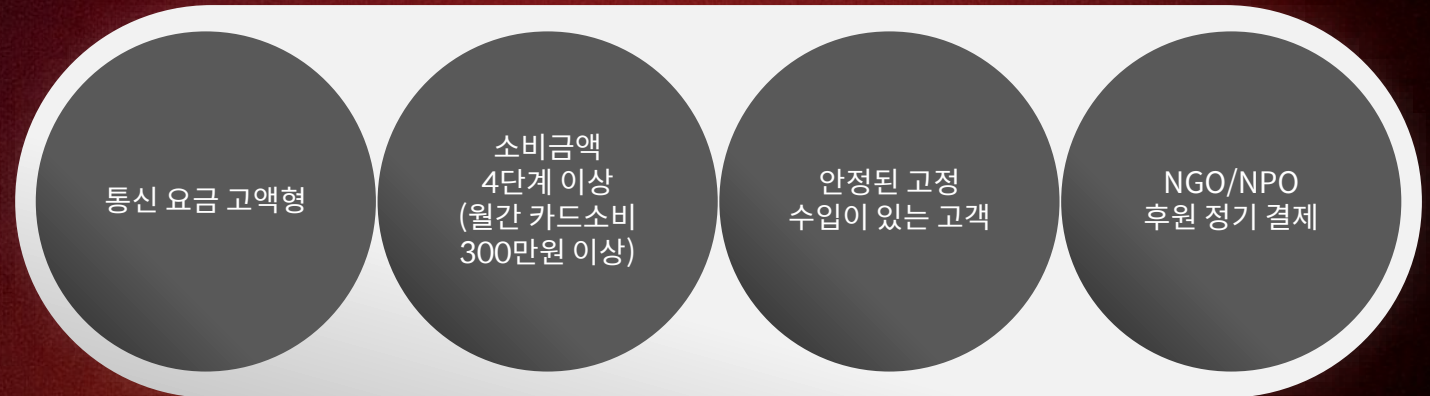 통신 요금 고액형
소비금액
4단계 이상
(월간 카드소비
300만원 이상)
안정된 고정
수입이 있는 고객
NGO/NPO
후원 정기 결제